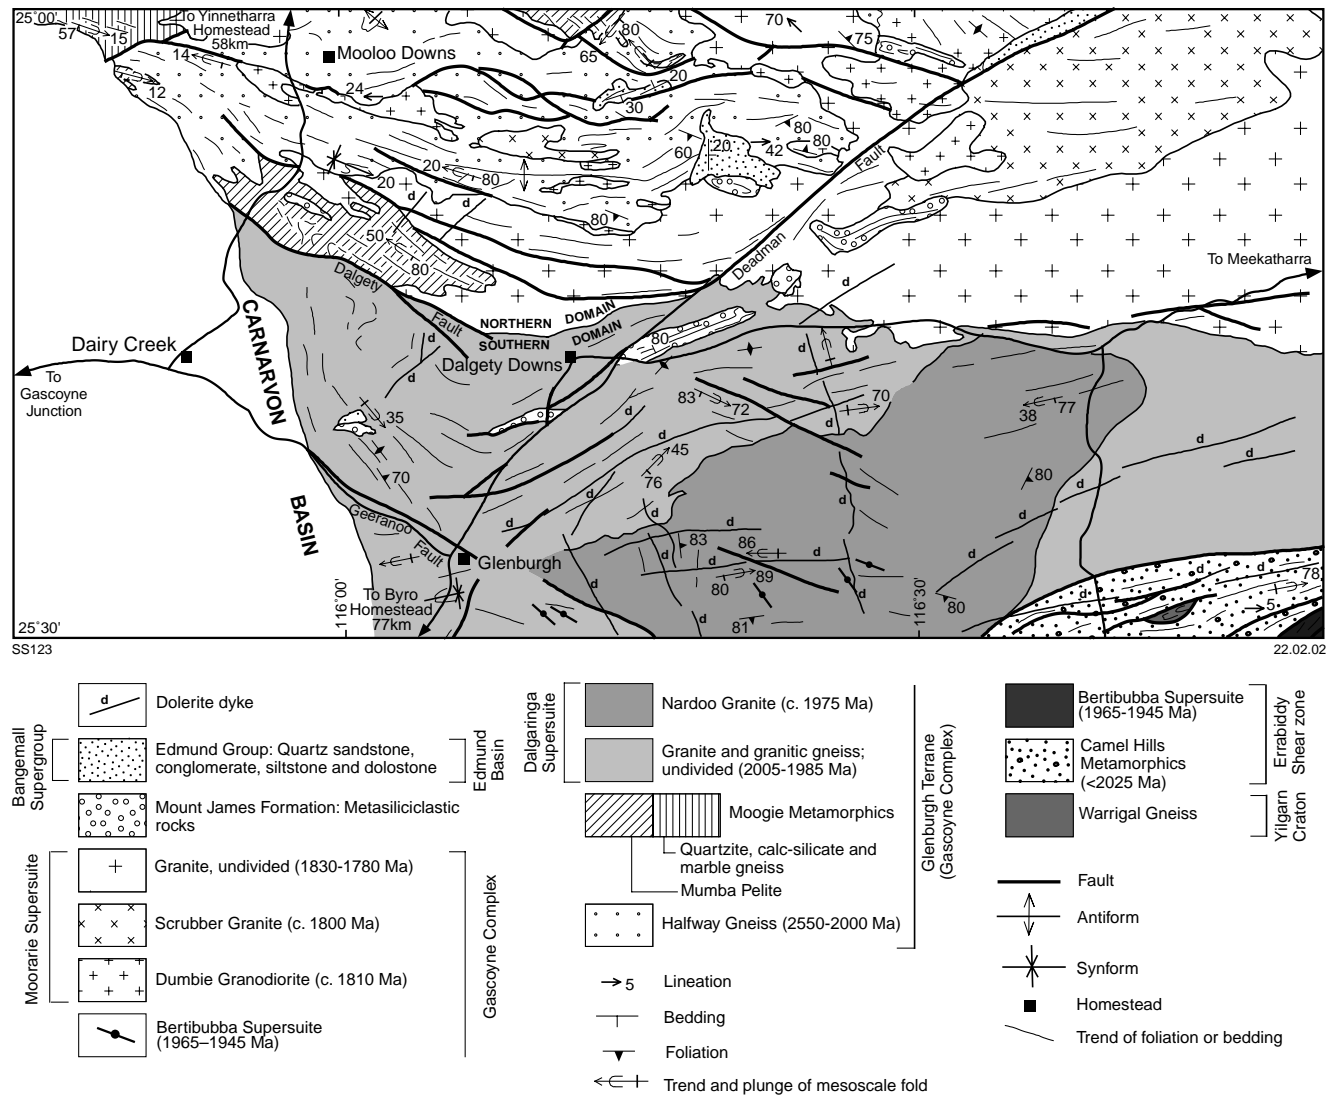 25°00'
57
15
To Yinnetharra
Homestead
58km
14
12
Mooloo Downs
24
80
65
20
30
70
75
80
80
42
20
60
20
80
20
d
d
80
50
80
Fault
Deadman
d
To Meekatharra
Dalgety
Fault
NORTHERN DOMAIN
SOUTHERN DOMAIN
Dalgety Downs
80
d
d
d
Dairy Creek
To
Gascoyne
Junction
CARNARVON
BASIN
35
70
83
72
70
d
d
d
38
77
45
76
d
d
d
d
d
80
d
d
d
d
d
Geeranoo
Fault
Glenburgh
83
d
86
d
d
89
80
d
d
d
81
80
To Byro
Homestead
77km
116°00'
116°30'
d
d
d
78
5
25°30'
SS123
22.02.02
d
Dolerite dyke
Bangemall
Supergroup
Edmund Group: Quartz sandstone,
conglomerate, siltstone and dolostone
Edmund
Basin
Mount James Formation: Metasiliciclastic
rocks
Moorarie Supersuite
Granite, undivided (1830-1780 Ma)
Scrubber Granite (c. 1800 Ma)
Dumbie Granodiorite (c. 1810 Ma)
Bertibubba Supersuite
(1965–1945 Ma)
Gascoyne Complex
Dalgaringa
Supersuite
Nardoo Granite (c. 1975 Ma)
Granite and granitic gneiss;
undivided (2005-1985 Ma)
Moogie Metamorphics
Quartzite, calc-silicate and
marble gneiss
Mumba Pelite
Halfway Gneiss (2550-2000 Ma)
Glenburgh Terrane
(Gascoyne Complex)
5
Lineation
Bedding
Foliation
Trend and plunge of mesoscale fold
Bertibubba Supersuite
(1965-1945 Ma)
Camel Hills
Metamorphics
(<2025 Ma)
Errabiddy
Shear zone
Warrigal Gneiss
Yilgarn
Craton
Fault
Antiform
Synform
Homestead
Trend of foliation or bedding